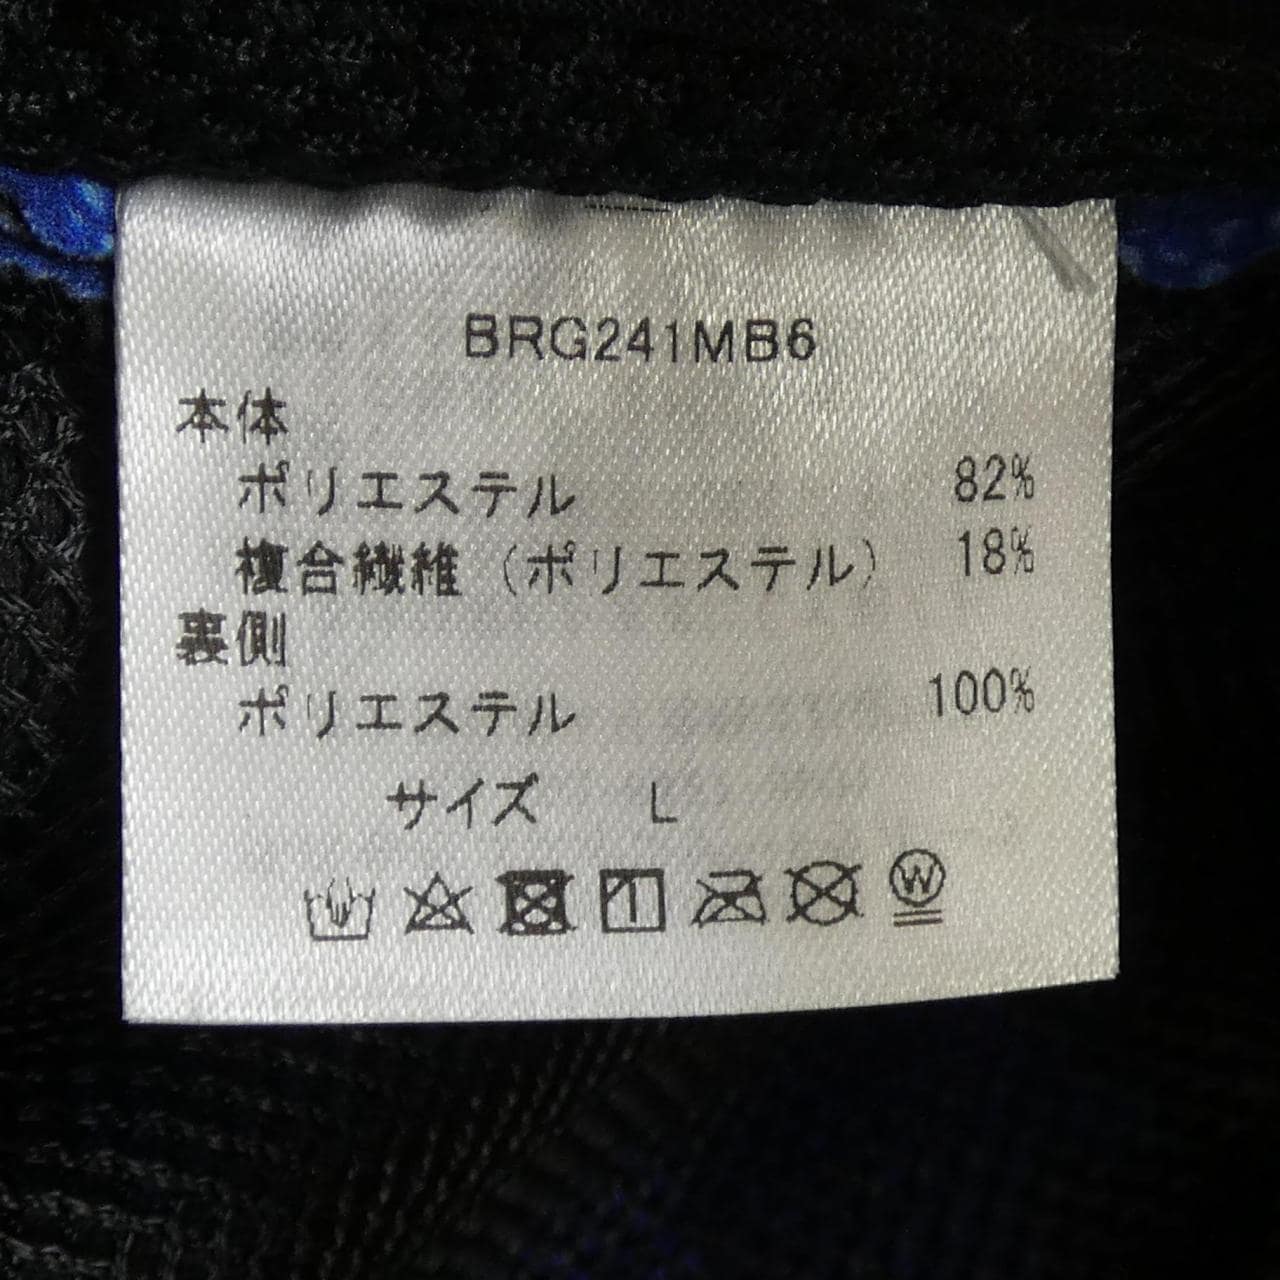 BRG241MB6
本体
ポリエステル 82%
複合繊維（ポリエステル） 18%
裏側
ポリエステル 100%
サイズ L
W